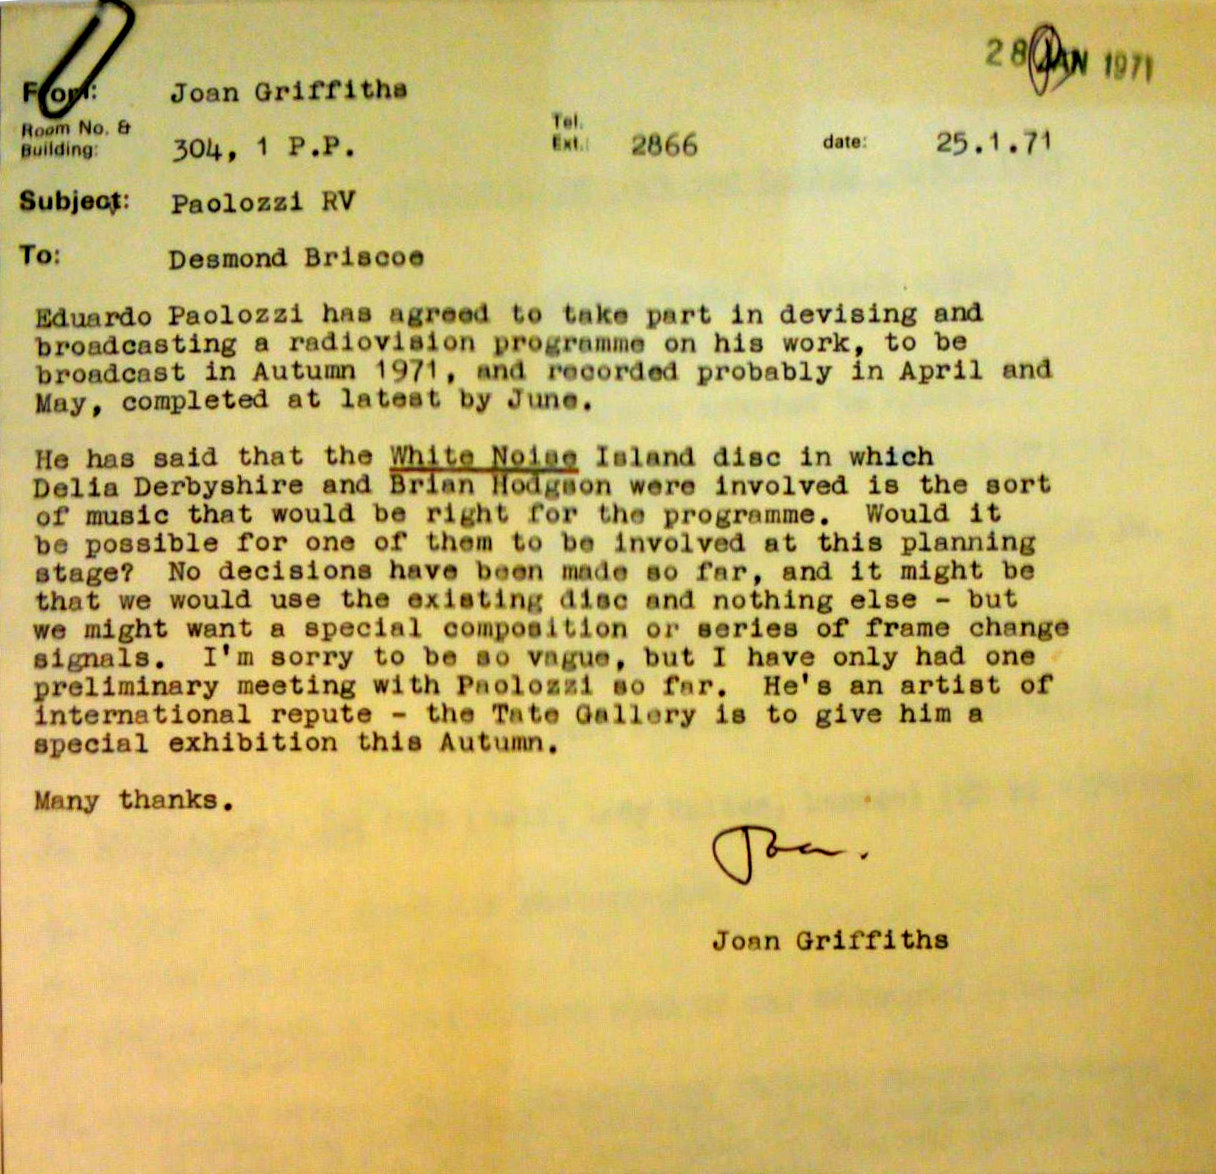 28 JAN 1971
From: Joan Griffiths
Room No. &
Building: 304, 1 P.P. Tel. Ext.: 2866 date: 25.1.71
Subject: Paolozzi RV
To: Desmond Briscoe
Eduardo Paolozzi has agreed to take part in devising and
broadcasting a radiovision programme on his work, to be
broadcast in Autumn 1971, and recorded probably in April and
May, completed at latest by June.
He has said that the White Noise Island disc in which
Delia Derbyshire and Brian Hodgson were involved is the sort
of music that would be right for the programme. Would it
be possible for one of them to be involved at this planning
stage? No decisions have been made so far, and it might be
that we would use the existing disc and nothing else - but
we might want a special composition or series of frame change
signals. I'm sorry to be so vague, but I have only had one
preliminary meeting with Paolozzi so far. He's an artist of
international repute - the Tate Gallery is to give him a
special exhibition this Autumn.
Many thanks.
Joan.
Joan Griffiths